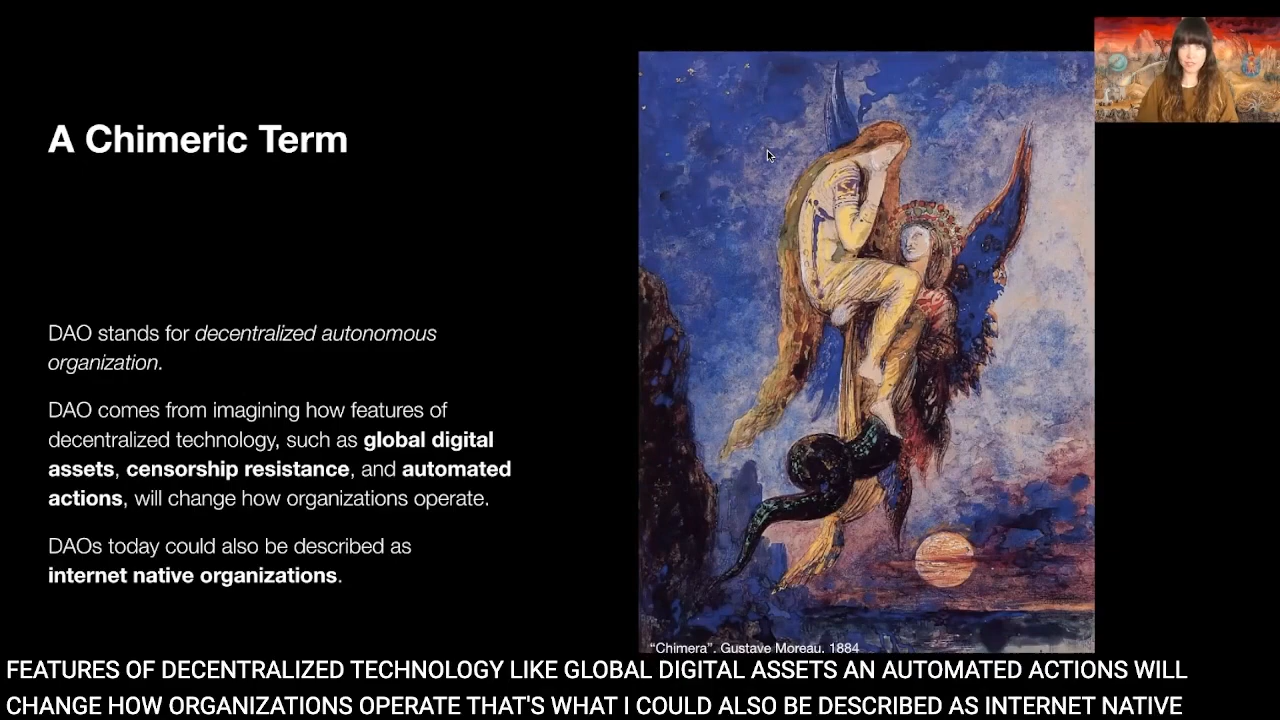 A Chimeric Term
DAO stands for decentralized autonomous
organization.
DAO comes from imagining how features of
decentralized technology, such as global digital
assets, censorship resistance, and automated
actions, will change how organizations operate.
DAOs today could also be described as
internet native organizations.
“Chimera”. Gustave Moreau. 1884
FEATURES OF DECENTRALIZED TECHNOLOGY LIKE GLOBAL DIGITAL ASSETS AN AUTOMATED ACTIONS WILL
CHANGE HOW ORGANIZATIONS OPERATE THAT'S WHAT I COULD ALSO BE DESCRIBED AS INTERNET NATIVE